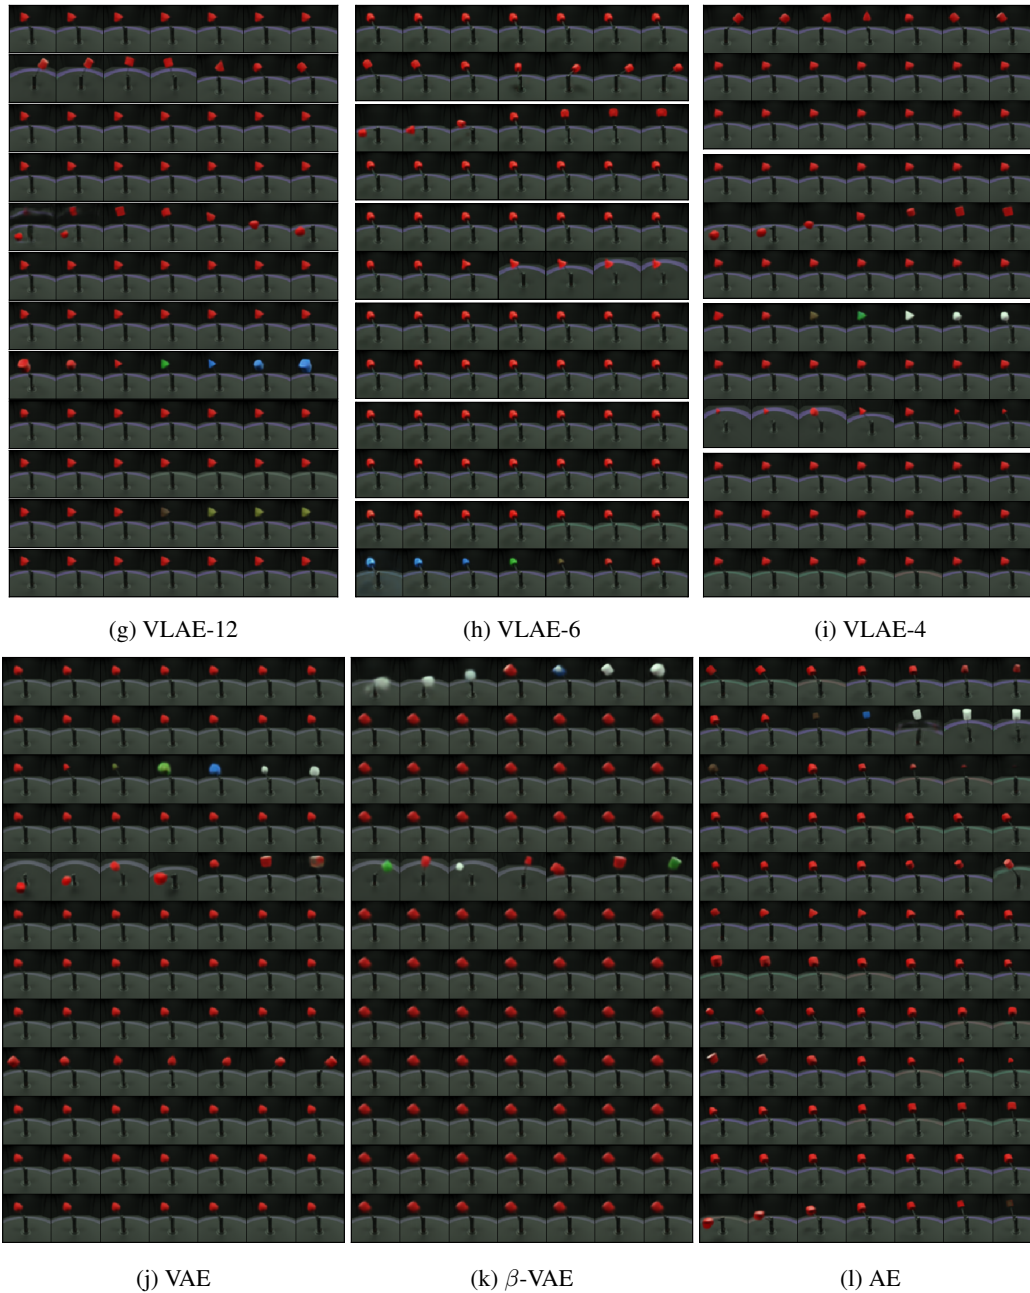 (g) VLAE-12
(h) VLAE-6
(i) VLAE-4
(j) VAE
(k) β-VAE
(l) AE